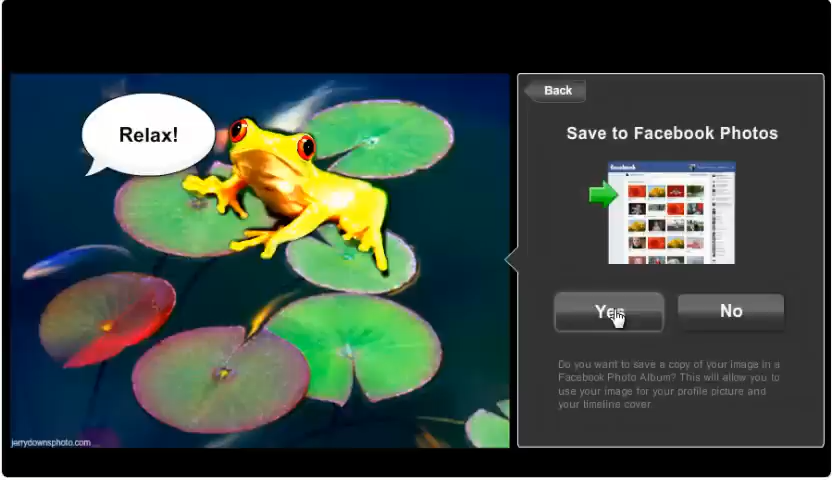 Back
Relax!
Save to Facebook Photos
facebook
Yes
No
Do you want to save a copy of your image in a
Facebook Photo Album? This will allow you to
use your image for your profile picture and
your timeline cover
jerrydownsphoto.com